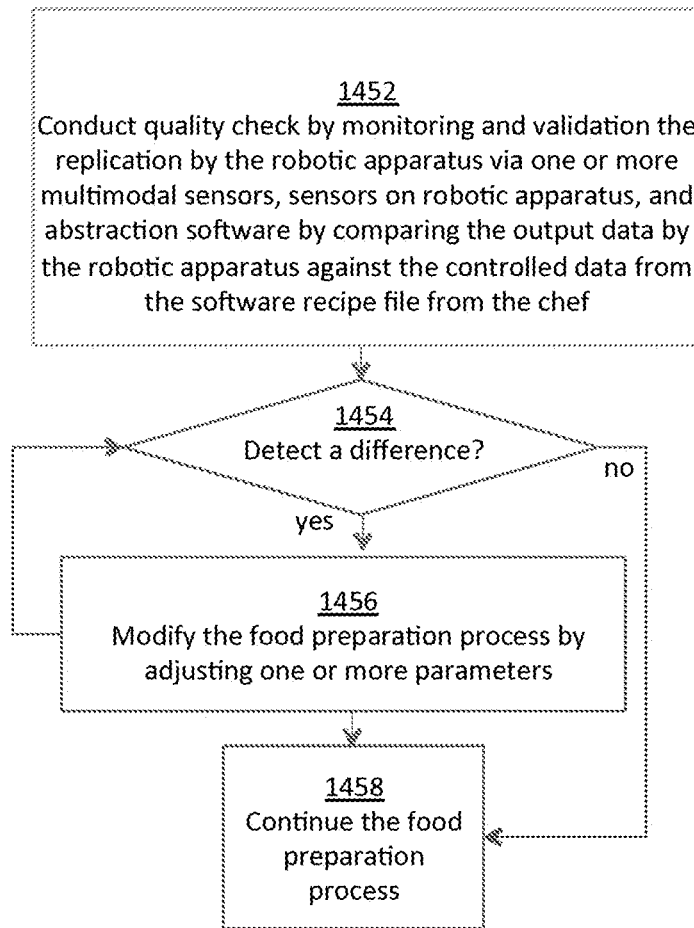 1452
Conduct quality check by monitoring and validation the
replication by the robotic apparatus via one or more
multimodal sensors, sensors on robotic apparatus, and
abstraction software by comparing the output data by
the robotic apparatus against the controlled data from
the software recipe file from the chef
1454
Detect a difference?
no
yes
1456
Modify the food preparation process by
adjusting one or more parameters
1458
Continue the food
preparation
process